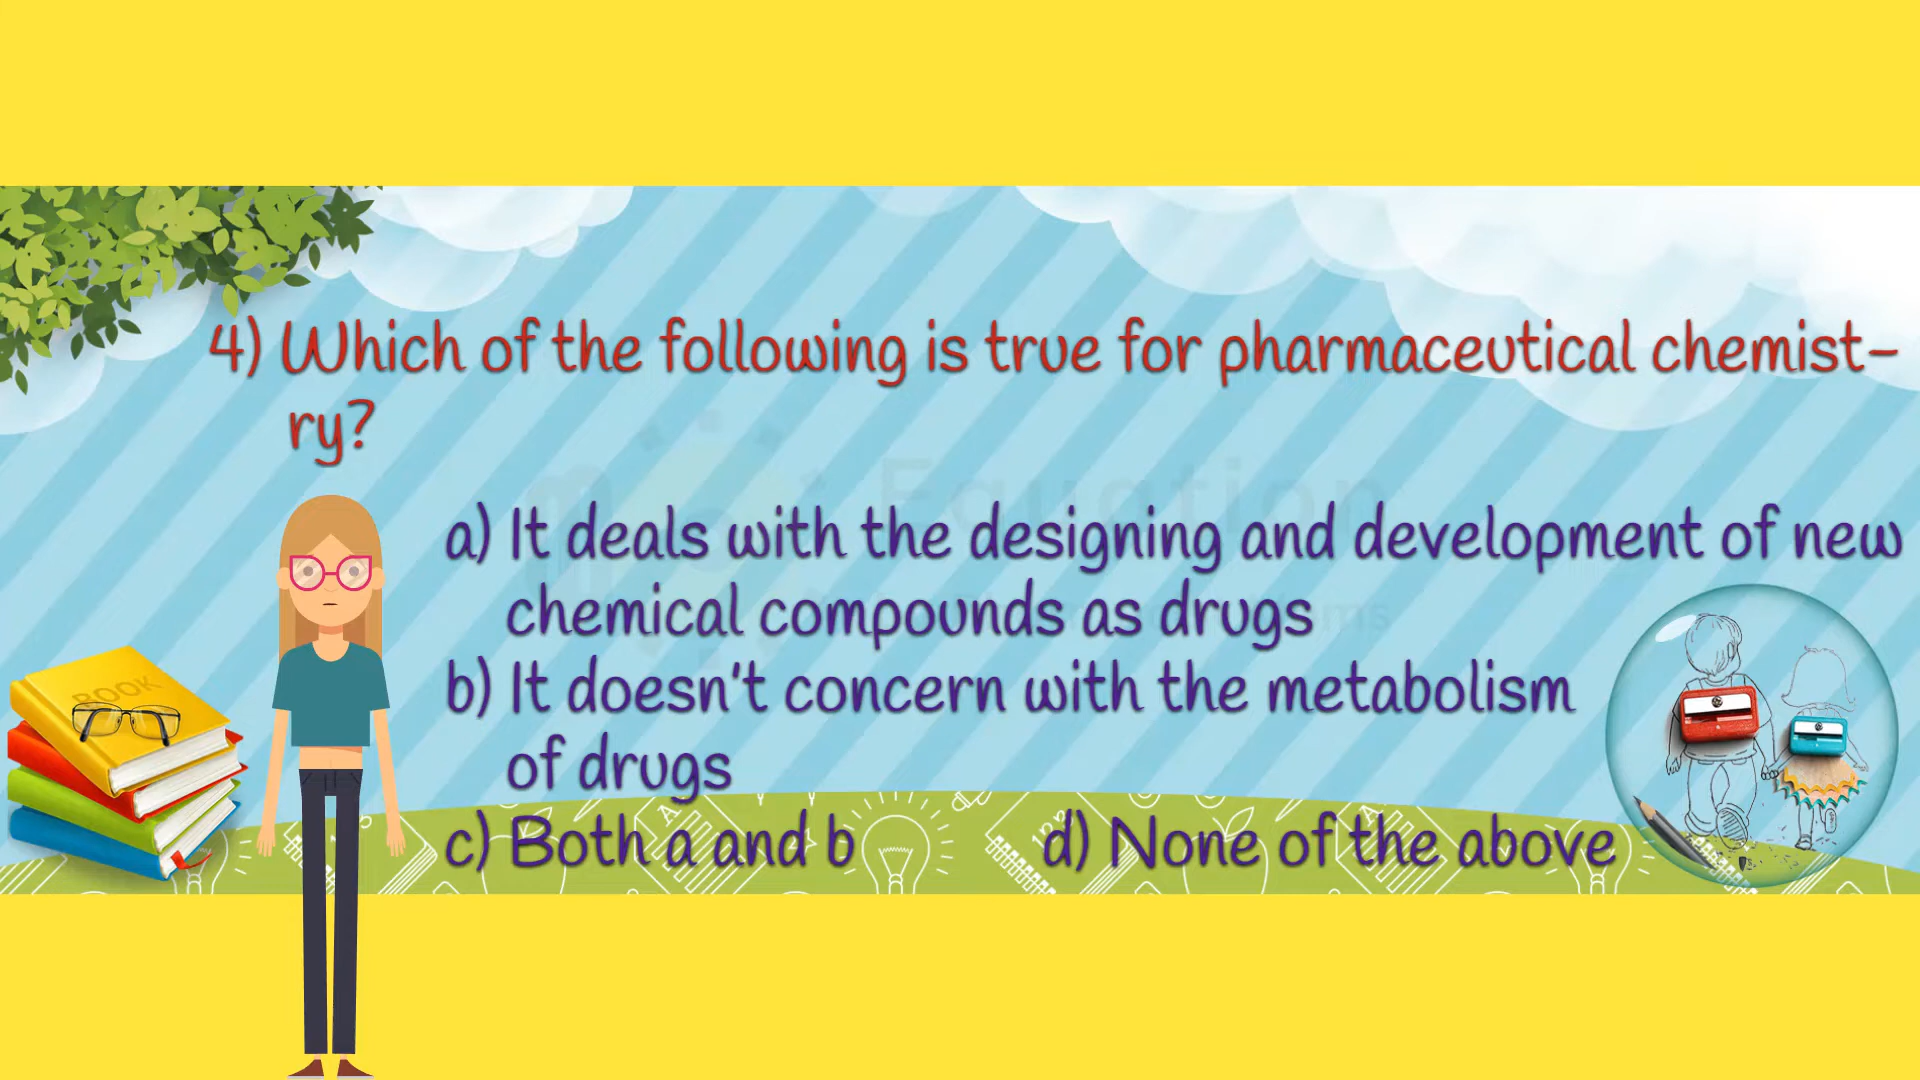 4) Which of the following is true for pharmaceutical chemist-
ry?
Equation
a) It deals with the designing and development of new
chemical compounds as drugs
b) It doesn't concern with the metabolism
of drugs
BOOK
c) Both a and b d) None of the above